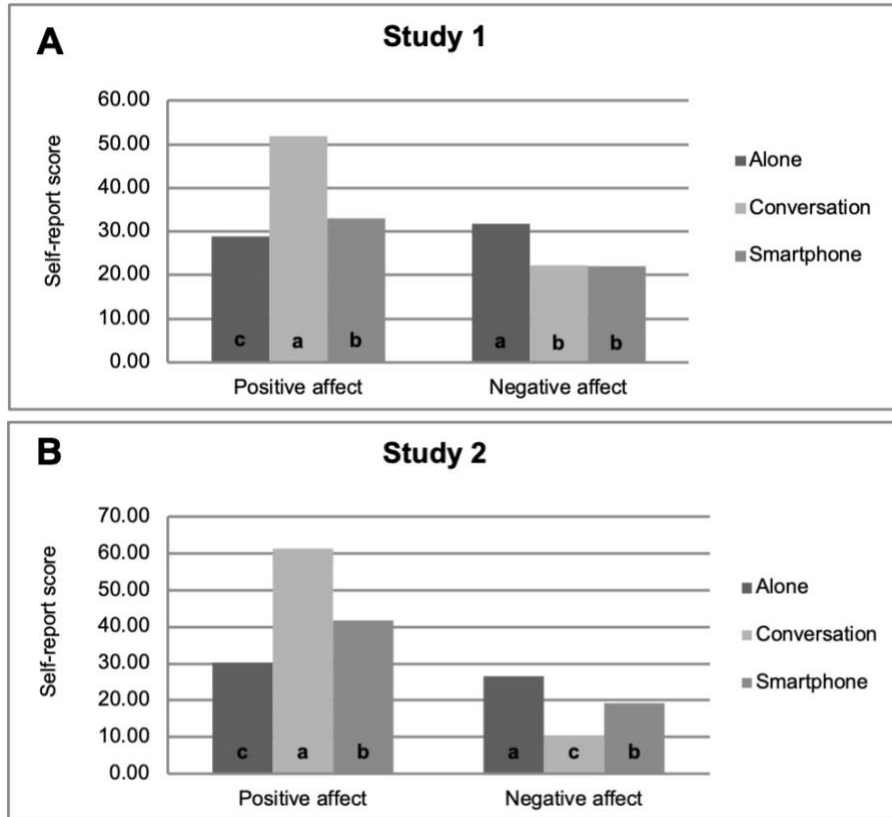 A
Study 1
60.00
50.00
40.00
30.00
20.00
10.00
0.00
Self-report score
c a b a b b
Positive affect Negative affect
Alone
Conversation
Smartphone
B
Study 2
70.00
60.00
50.00
40.00
30.00
20.00
10.00
0.00
Self-report score
c a b a c b
Positive affect Negative affect
Alone
Conversation
Smartphone